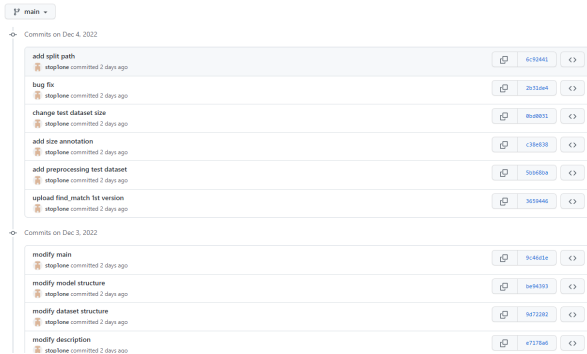 main
Commits on Dec 4, 2022
add split path
stop1one committed 2 days ago
6c92441
bug fix
stop1one committed 2 days ago
2b31de4
change test dataset size
stop1one committed 2 days ago
0bd0031
add size annotation
stop1one committed 2 days ago
c38e838
add preprocessing test dataset
stop1one committed 2 days ago
5bb68ba
upload find_match 1st version
stop1one committed 2 days ago
3659446
Commits on Dec 3, 2022
modify main
stop1one committed 2 days ago
9c46d1e
modify model structure
stop1one committed 2 days ago
be94393
modify dataset structure
stop1one committed 2 days ago
9d72202
modify description
stop1one committed 2 days ago
e7178a6